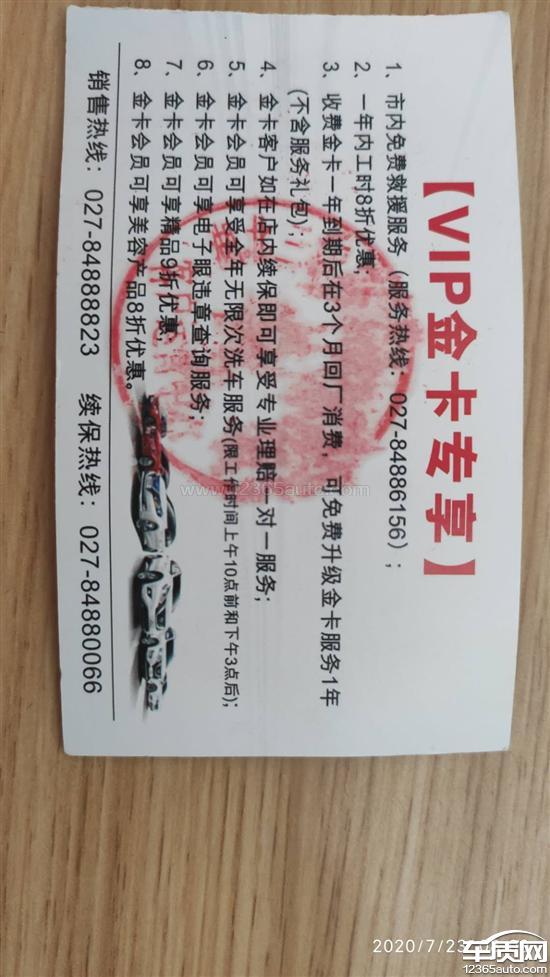 【VIP金卡专享】
1、市内免费救援服务（服务热线：027-84886156）；
2、一年内工时8折优惠；
3、收费金卡一年到期后在3个月回厂消费，可免费升级金卡服务1年
(不含服务礼包)；
4、金卡客户如在店内续保即可享受专业理赔一对一服务；
5、金卡会员可享受全年无限次洗车服务(限工作时间上午10点前和下午3点后)；
6、金卡会员可享电子眼违章查询服务；
7、金卡会员可享精品9折优惠；
8、金卡会员可享美容产品8折优惠。
销售热线：027-84888823 续保热线：027-84880066
www.12365auto.com
2020/7/23
车质网
12365auto.com